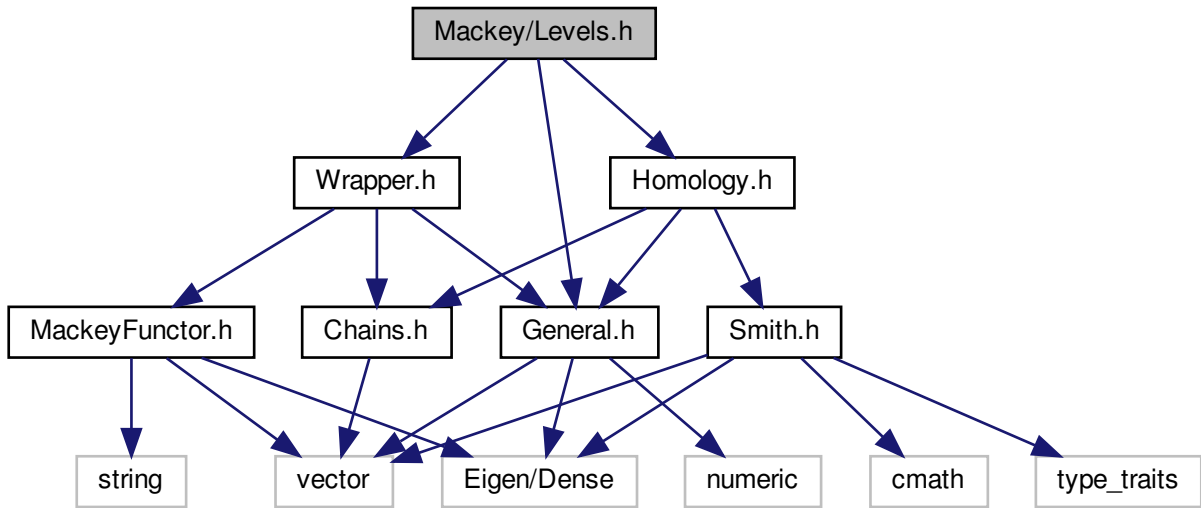 Mackey/Levels.h
Wrapper.h
Homology.h
MackeyFunctor.h
Chains.h
General.h
Smith.h
string
vector
Eigen/Dense
numeric
cmath
type_traits